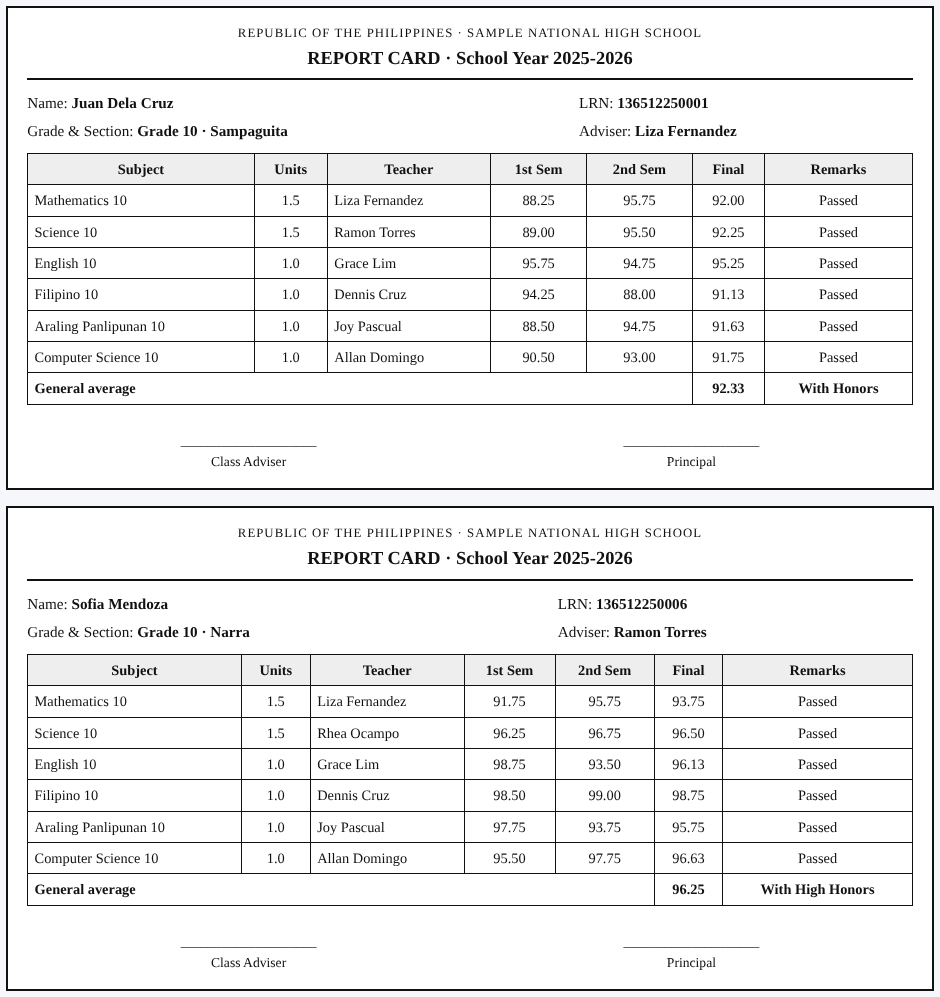 REPUBLIC OF THE PHILIPPINES · SAMPLE NATIONAL HIGH SCHOOL
REPORT CARD · School Year 2025-2026
Name: Juan Dela Cruz LRN: 136512250001
Grade & Section: Grade 10 · Sampaguita Adviser: Liza Fernandez
Subject Units Teacher 1st Sem 2nd Sem Final Remarks
Mathematics 10 1.5 Liza Fernandez 88.25 95.75 92.00 Passed
Science 10 1.5 Ramon Torres 89.00 95.50 92.25 Passed
English 10 1.0 Grace Lim 95.75 94.75 95.25 Passed
Filipino 10 1.0 Dennis Cruz 94.25 88.00 91.13 Passed
Araling Panlipunan 10 1.0 Joy Pascual 88.50 94.75 91.63 Passed
Computer Science 10 1.0 Allan Domingo 90.50 93.00 91.75 Passed
General average 92.33 With Honors
Class Adviser Principal
REPUBLIC OF THE PHILIPPINES · SAMPLE NATIONAL HIGH SCHOOL
REPORT CARD · School Year 2025-2026
Name: Sofia Mendoza LRN: 136512250006
Grade & Section: Grade 10 · Narra Adviser: Ramon Torres
Subject Units Teacher 1st Sem 2nd Sem Final Remarks
Mathematics 10 1.5 Liza Fernandez 91.75 95.75 93.75 Passed
Science 10 1.5 Rhea Ocampo 96.25 96.75 96.50 Passed
English 10 1.0 Grace Lim 98.75 93.50 96.13 Passed
Filipino 10 1.0 Dennis Cruz 98.50 99.00 98.75 Passed
Araling Panlipunan 10 1.0 Joy Pascual 97.75 93.75 95.75 Passed
Computer Science 10 1.0 Allan Domingo 95.50 97.75 96.63 Passed
General average 96.25 With High Honors
Class Adviser Principal